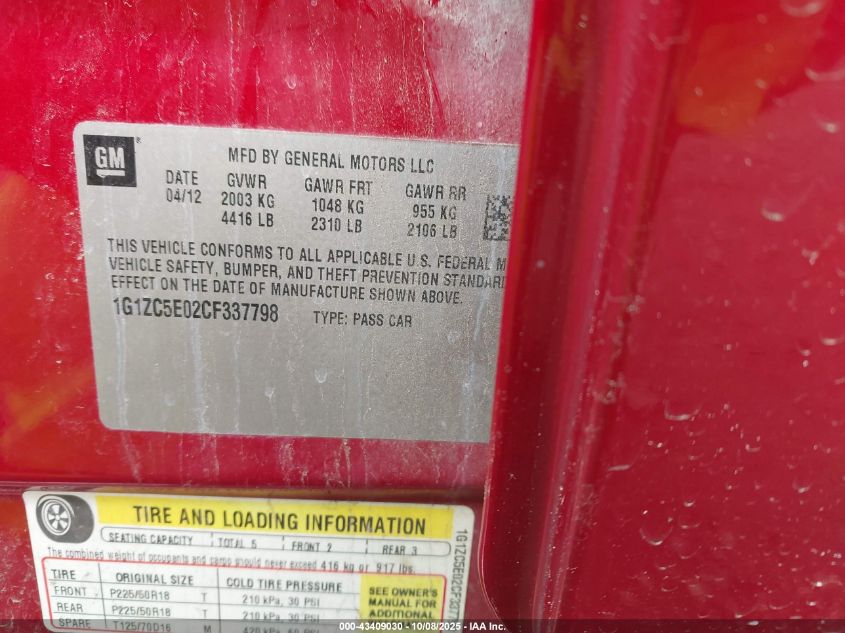 GM®
MFD BY GENERAL MOTORS LLC
DATE GVWR GAWR FRT GAWR RR
04/12 2003 KG 1048 KG 955 KG
4416 LB 2310 LB 2106 LB
THIS VEHICLE CONFORMS TO ALL APPLICABLE U.S. FEDERAL M
VEHICLE SAFETY, BUMPER, AND THEFT PREVENTION STANDARD
EFFECT ON THE DATE OF MANUFACTURE SHOWN ABOVE.
1G1ZC5E02CF337798 TYPE: PASS CAR
TIRE AND LOADING INFORMATION
SEATING CAPACITY TOTAL 5 FRONT 2 REAR 3
The combined weight of occupants and cargo should never exceed 416 kg or 917 lbs.
TIRE ORIGINAL SIZE COLD TIRE PRESSURE
FRONT P225/50R18 T 210 kPa, 30 PSI
REAR P225/50R18 T 210 kPa, 30 PSI
SPARE T125/70D16 M 420 kPa, 60 PSI
SEE OWNER'S
MANUAL FOR
ADDITIONAL
1G1ZC5E02CF337
000-43409030 - 10/08/2025 - IAA Inc.